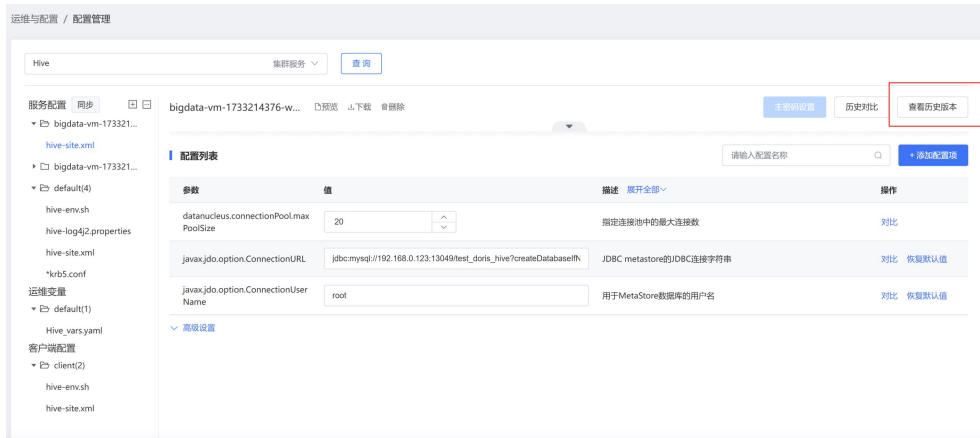 运维与配置 / 配置管理
Hive 集群服务 查 询
服务配置 同步
bigdata-vm-1733214376-w... 预览 下载 删除 主密码设置 历史对比 查看历史版本
bigdata-vm-173321...
hive-site.xml
bigdata-vm-173321...
default(4)
hive-env.sh
hive-log4j2.properties
hive-site.xml
*krb5.conf
运维变量
default(1)
Hive_vars.yaml
客户端配置
client(2)
hive-env.sh
hive-site.xml
配置列表 请输入配置名称 + 添加配置项
参数 值 描述 展开全部 操作
datanucleus.connectionPool.max
PoolSize 20 指定连接池中的最大连接数 对比
javax.jdo.option.ConnectionURL jdbc:mysql://192.168.0.123:13049/test_doris_hive?createDatabaseIfN JDBC metastore的JDBC连接字符串 对比 恢复默认值
javax.jdo.option.ConnectionUser
Name root 用于MetaStore数据库的用户名 对比 恢复默认值
高级设置